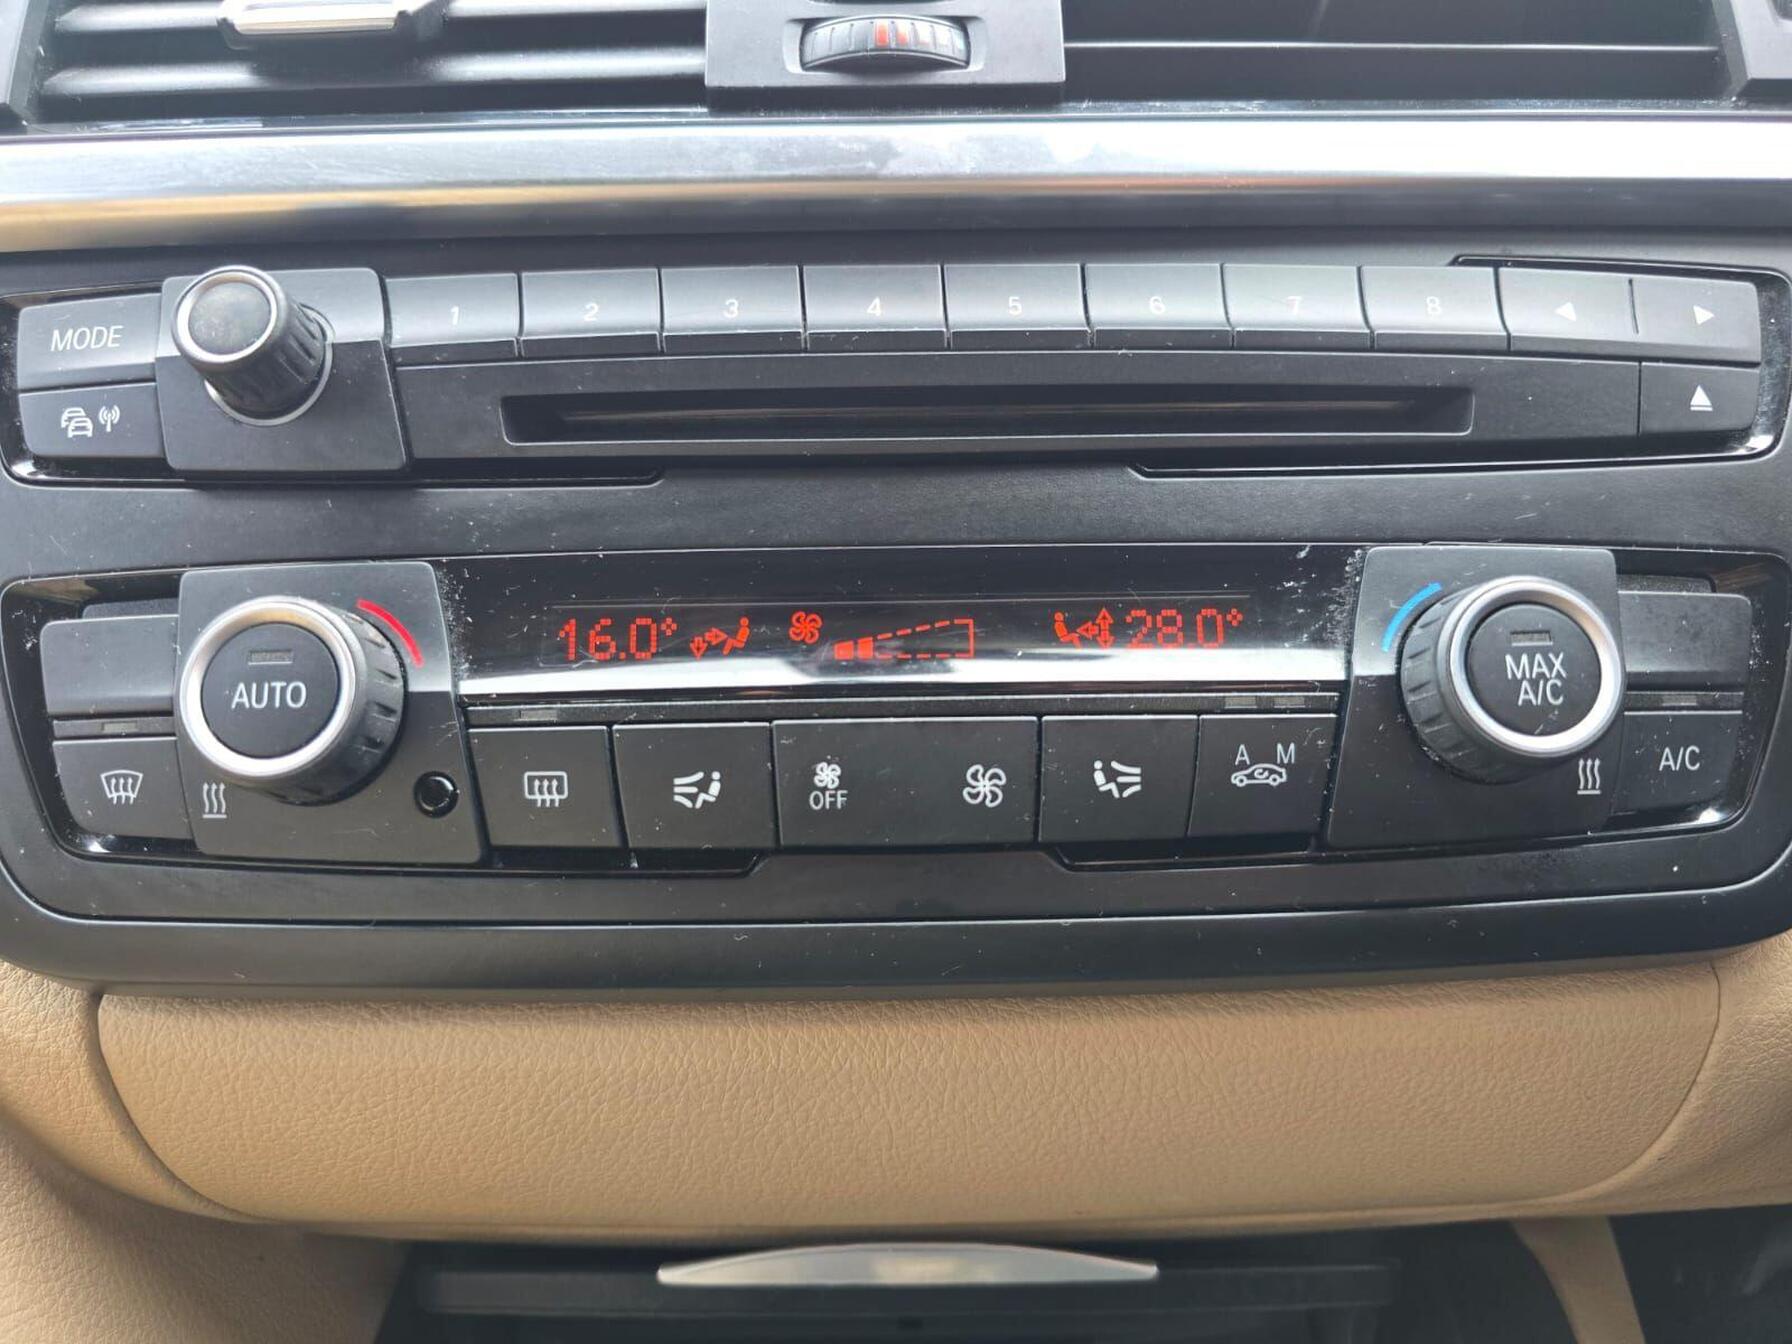 MODE 1 2 3 4 5 6 7 8
16.0° 28.0°
AUTO MAX A/C
OFF A M A/C